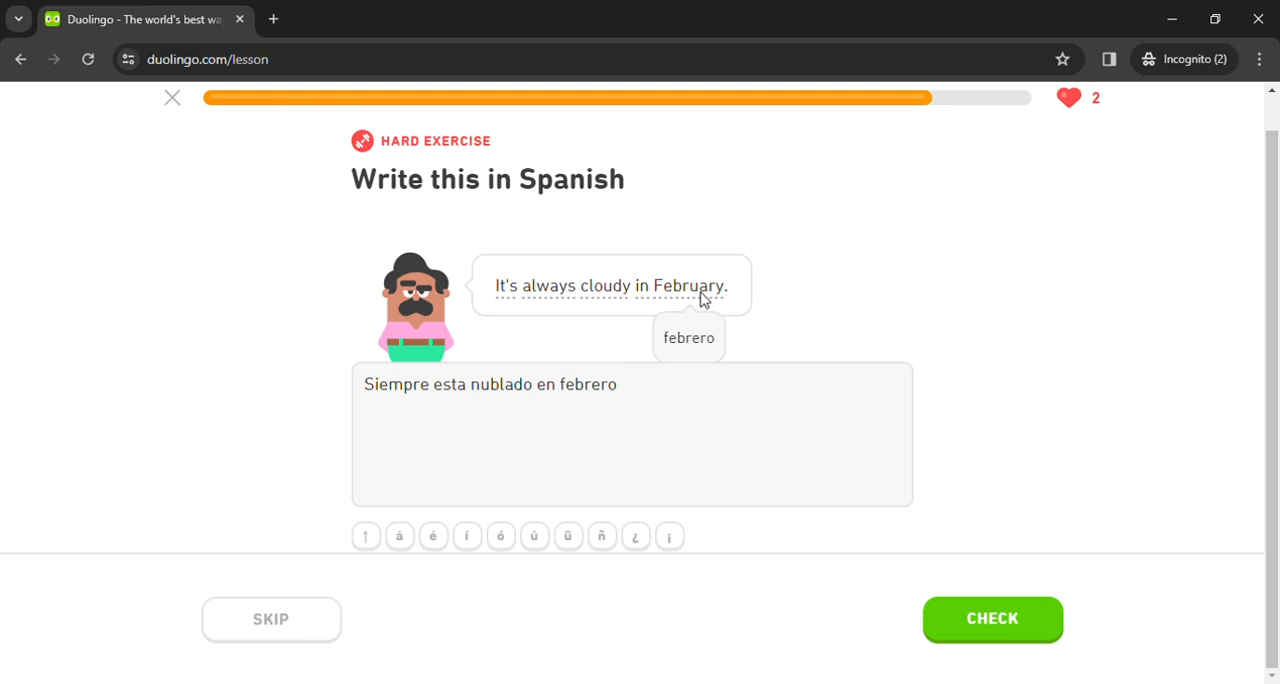 Duolingo - The world's best wa
duolingo.com/lesson
Incognito (2)
2
HARD EXERCISE
Write this in Spanish
It's always cloudy in February.
febrero
Siempre esta nublado en febrero
↑ á é í ó ú ü ñ ¿ ¡
SKIP
CHECK